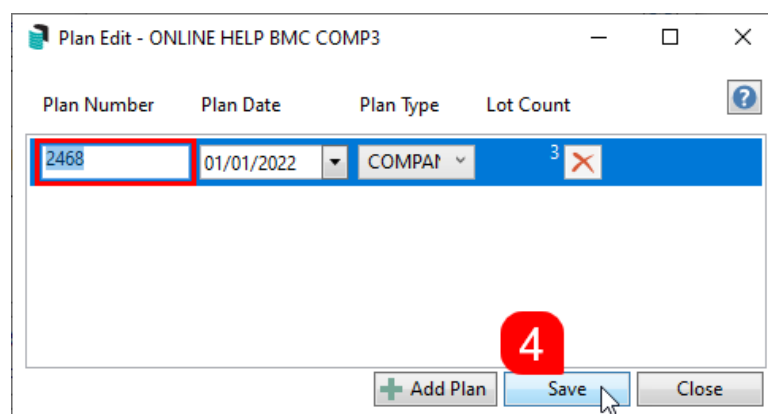 Plan Edit - ONLINE HELP BMC COMP3
Plan Number Plan Date Plan Type Lot Count ?
2468 01/01/2022 COMPAN 3
4
Add Plan Save Close